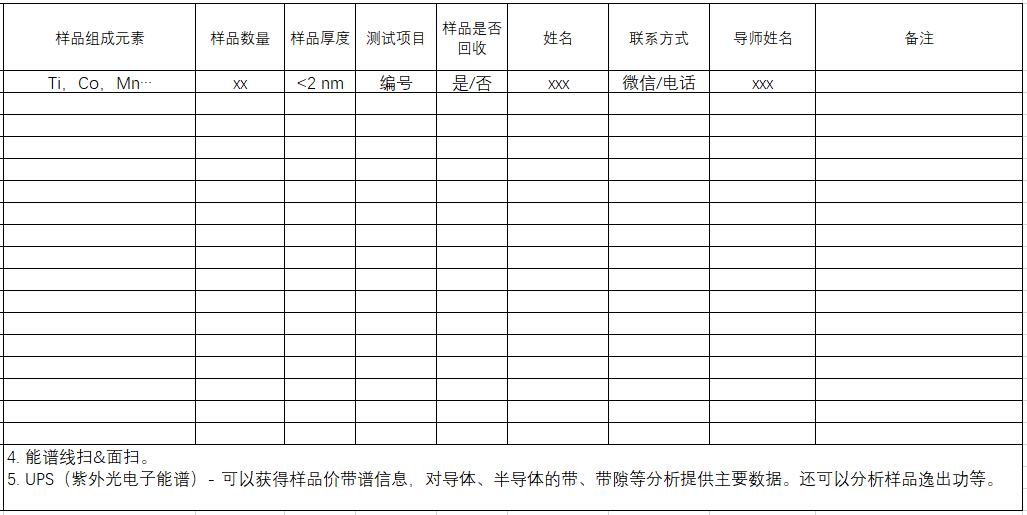 样品组成元素 样品数量 样品厚度 测试项目 样品是否回收 姓名 联系方式 导师姓名 备注
Ti，Co，Mn… xx <2 nm 编号 是/否 xxx 微信/电话 xxx
4. 能谱线扫&面扫。
5. UPS（紫外光电子能谱）- 可以获得样品价带谱信息，对导体、半导体的带、带隙等分析提供主要数据。还可以分析样品逸出功等。